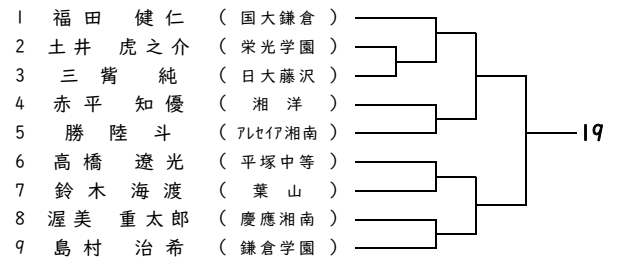 1 福田 健仁 （ 国大鎌倉 ）
2 土井 虎之介 （ 栄光学園 ）
3 三觜 純 （ 日大藤沢 ）
4 赤平 知優 （ 湘洋 ）
5 勝 陸斗 （ ｱﾚｾｲｱ湘南 ）
6 高橋 遼光 （ 平塚中等 ）
7 鈴木 海渡 （ 葉山 ）
8 渥美 重太郎 （ 慶應湘南 ）
9 島村 治希 （ 鎌倉学園 ）
19